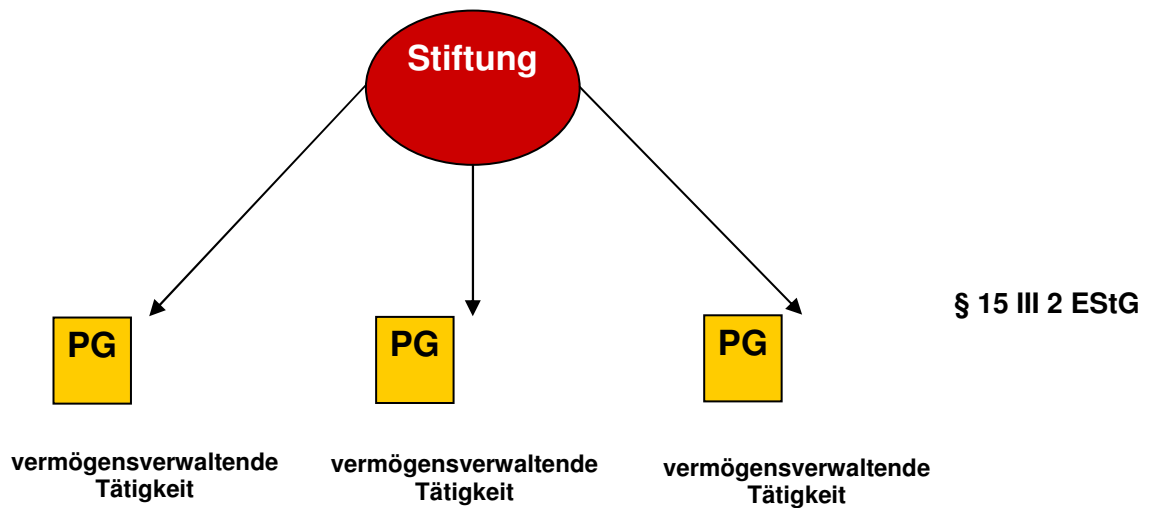 Stiftung
§ 15 III 2 EStG
PG
PG
PG
vermögensverwaltende
Tätigkeit
vermögensverwaltende
Tätigkeit
vermögensverwaltende
Tätigkeit